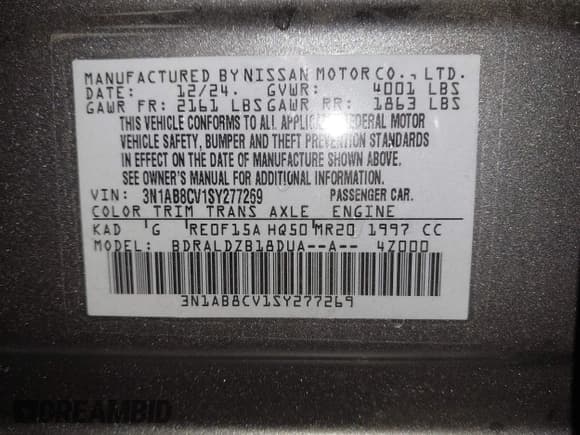 MANUFACTURED BY NISSAN MOTOR CO., LTD.
DATE: 12/24. GVWR: 4001 LBS
GAWR FR: 2161 LBS GAWR RR: 1863 LBS
THIS VEHICLE CONFORMS TO ALL APPLICABLE FEDERAL MOTOR
VEHICLE SAFETY, BUMPER AND THEFT PREVENTION STANDARDS
IN EFFECT ON THE DATE OF MANUFACTURE SHOWN ABOVE.
SEE OWNER'S MANUAL FOR ADDITIONAL INFORMATION.
VIN: 3N1AB8CV1SY277269 PASSENGER CAR.
COLOR TRIM TRANS AXLE ENGINE
KAD G RE0F15A HQ50 MR20 1997 CC
MODEL: BDRALDZB18DUA--A-- 4Z000
3N1AB8CV1SY277269
DREAMBID